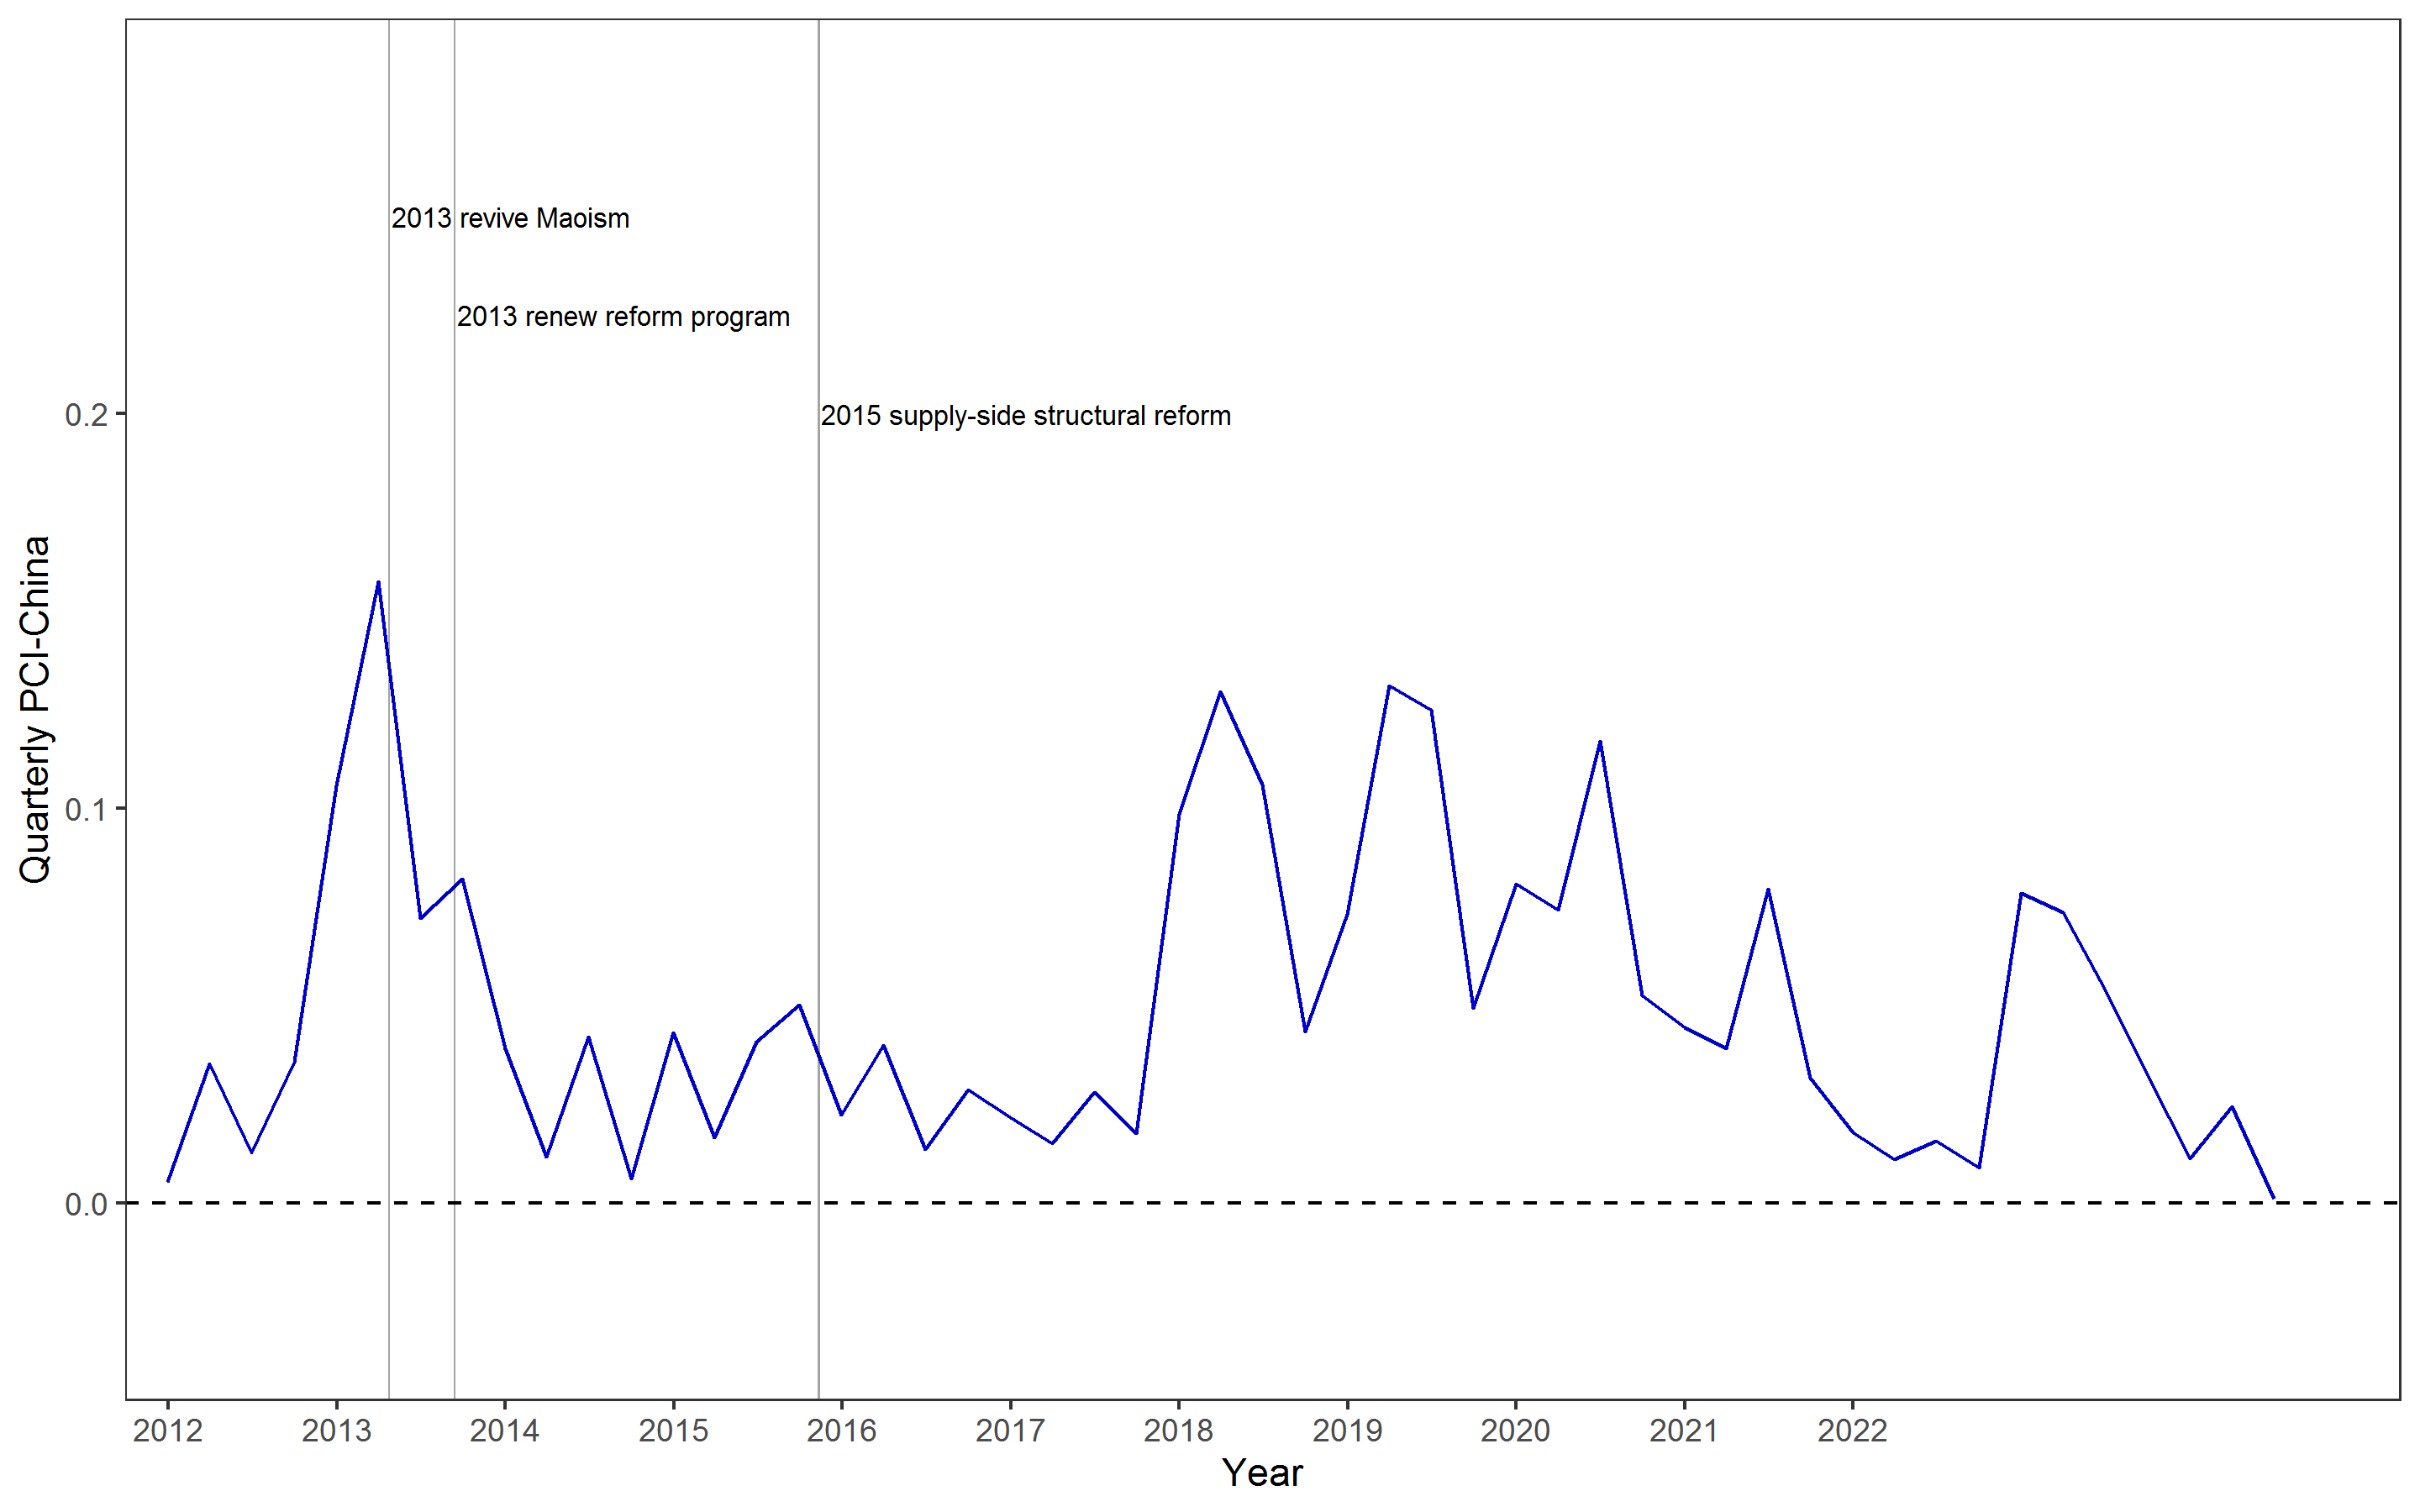 2013 revive Maoism
2013 renew reform program
2015 supply-side structural reform
Quarterly PCI-China
0.2
0.1
0.0
2012 2013 2014 2015 2016 2017 2018 2019 2020 2021 2022
Year